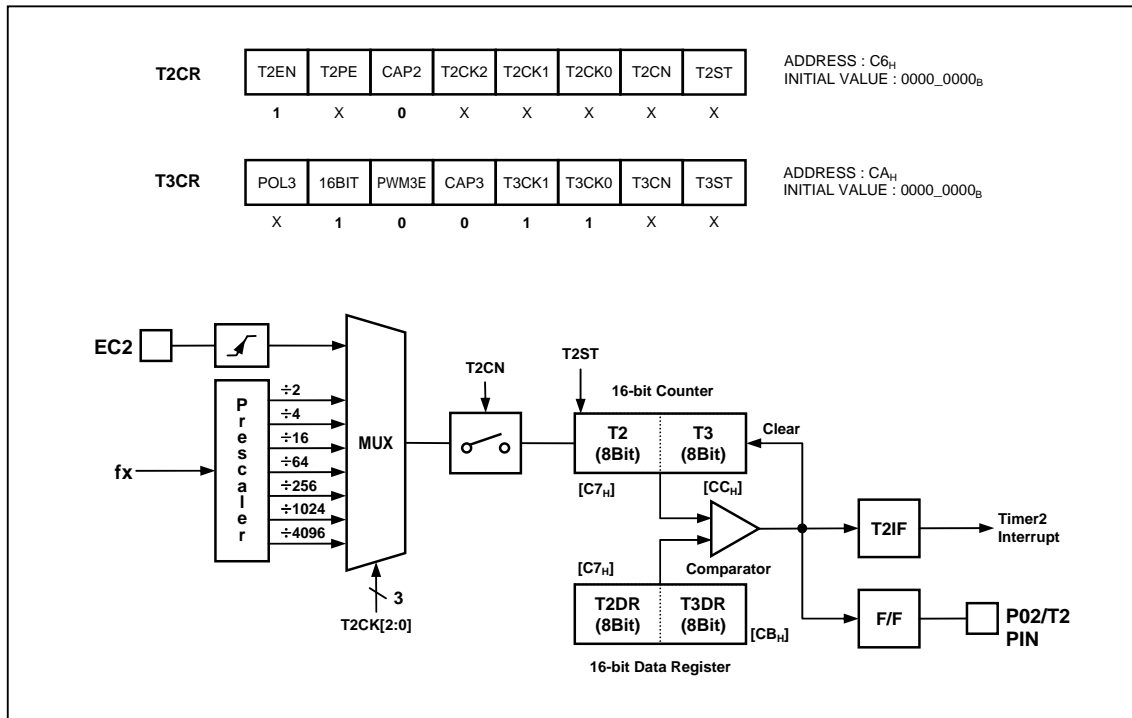 T2CR T2EN T2PE CAP2 T2CK2 T2CK1 T2CK0 T2CN T2ST
1 X 0 X X X X X
ADDRESS : C6H
INITIAL VALUE : 0000_0000B
T3CR POL3 16BIT PWM3E CAP3 T3CK1 T3CK0 T3CN T3ST
X 1 0 0 1 1 X X
ADDRESS : CAH
INITIAL VALUE : 0000_0000B
EC2
fx
Prescaler
÷2
÷4
÷16
÷64
÷256
÷1024
÷4096
MUX
3
T2CK[2:0]
T2CN
T2ST
16-bit Counter
T2
(8Bit)
T3
(8Bit)
Clear
[C7H]
[CCH]
Comparator
[C7H]
T2DR
(8Bit)
T3DR
(8Bit)
[CBH]
16-bit Data Register
T2IF
Timer2
Interrupt
F/F
P02/T2
PIN